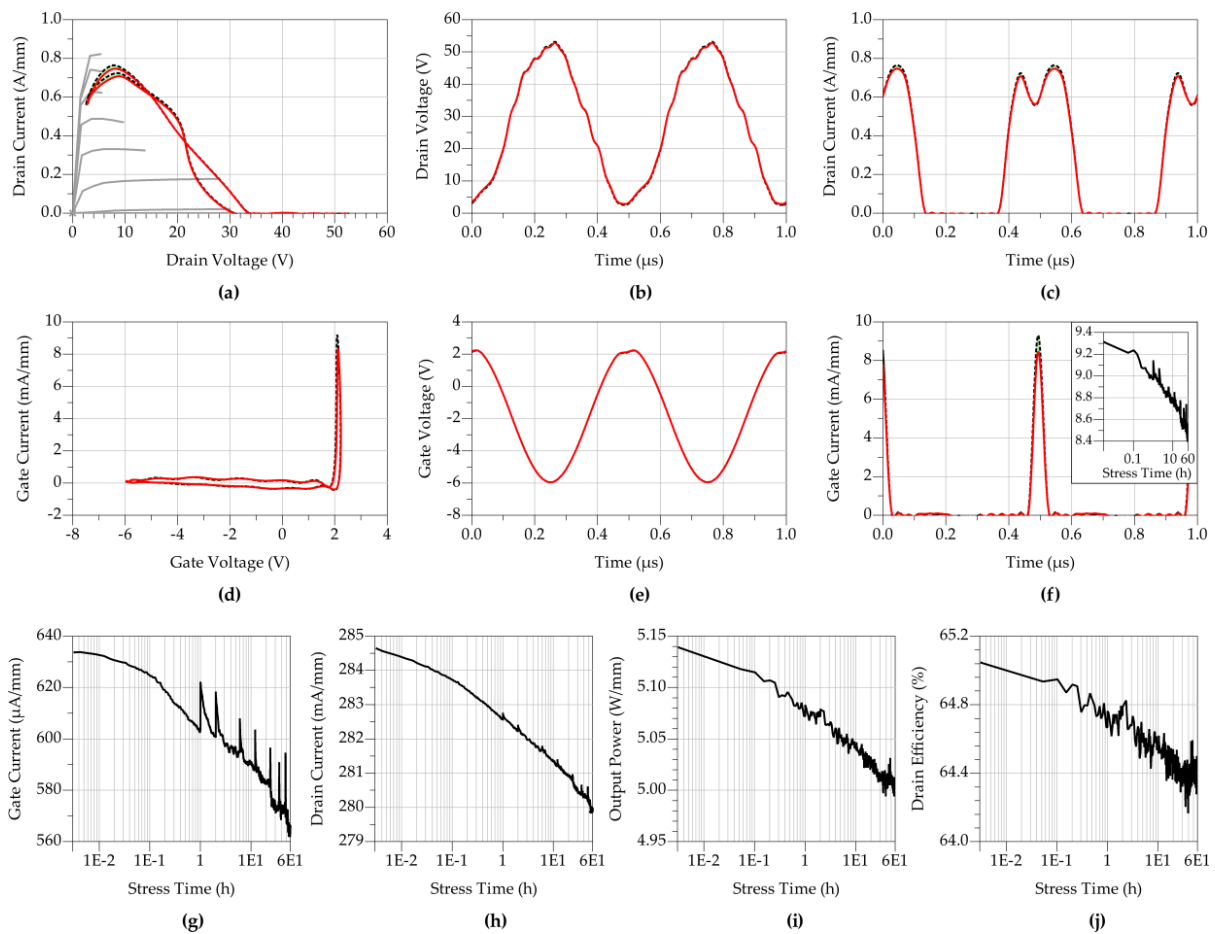 Drain Current (A/mm)
1.0
0.8
0.6
0.4
0.2
0.0
0 10 20 30 40 50 60
Drain Voltage (V)
(a)
Drain Voltage (V)
60
50
40
30
20
10
0
0.0 0.2 0.4 0.6 0.8 1.0
Time (µs)
(b)
Drain Current (A/mm)
1.0
0.8
0.6
0.4
0.2
0.0
0.0 0.2 0.4 0.6 0.8 1.0
Time (µs)
(c)
Gate Current (mA/mm)
10
8
6
4
2
0
-2
-8 -6 -4 -2 0 2 4
Gate Voltage (V)
(d)
Gate Voltage (V)
4
2
0
-2
-4
-6
-8
0.0 0.2 0.4 0.6 0.8 1.0
Time (µs)
(e)
Gate Current (mA/mm)
10
8
6
4
2
0
0.0 0.2 0.4 0.6 0.8 1.0
Time (µs)
9.4
9.2
9.0
8.8
8.6
8.4
0.1 10 60
Stress Time (h)
(f)
Gate Current (µA/mm)
640
620
600
580
560
1E-2 1E-1 1 1E1 6E1
Stress Time (h)
(g)
Drain Current (mA/mm)
285
284
283
282
281
280
279
1E-2 1E-1 1 1E1 6E1
Stress Time (h)
(h)
Output Power (W/mm)
5.15
5.10
5.05
5.00
4.95
1E-2 1E-1 1 1E1 6E1
Stress Time (h)
(i)
Drain Efficiency (%)
65.2
64.8
64.4
64.0
1E-2 1E-1 1 1E1 6E1
Stress Time (h)
(j)